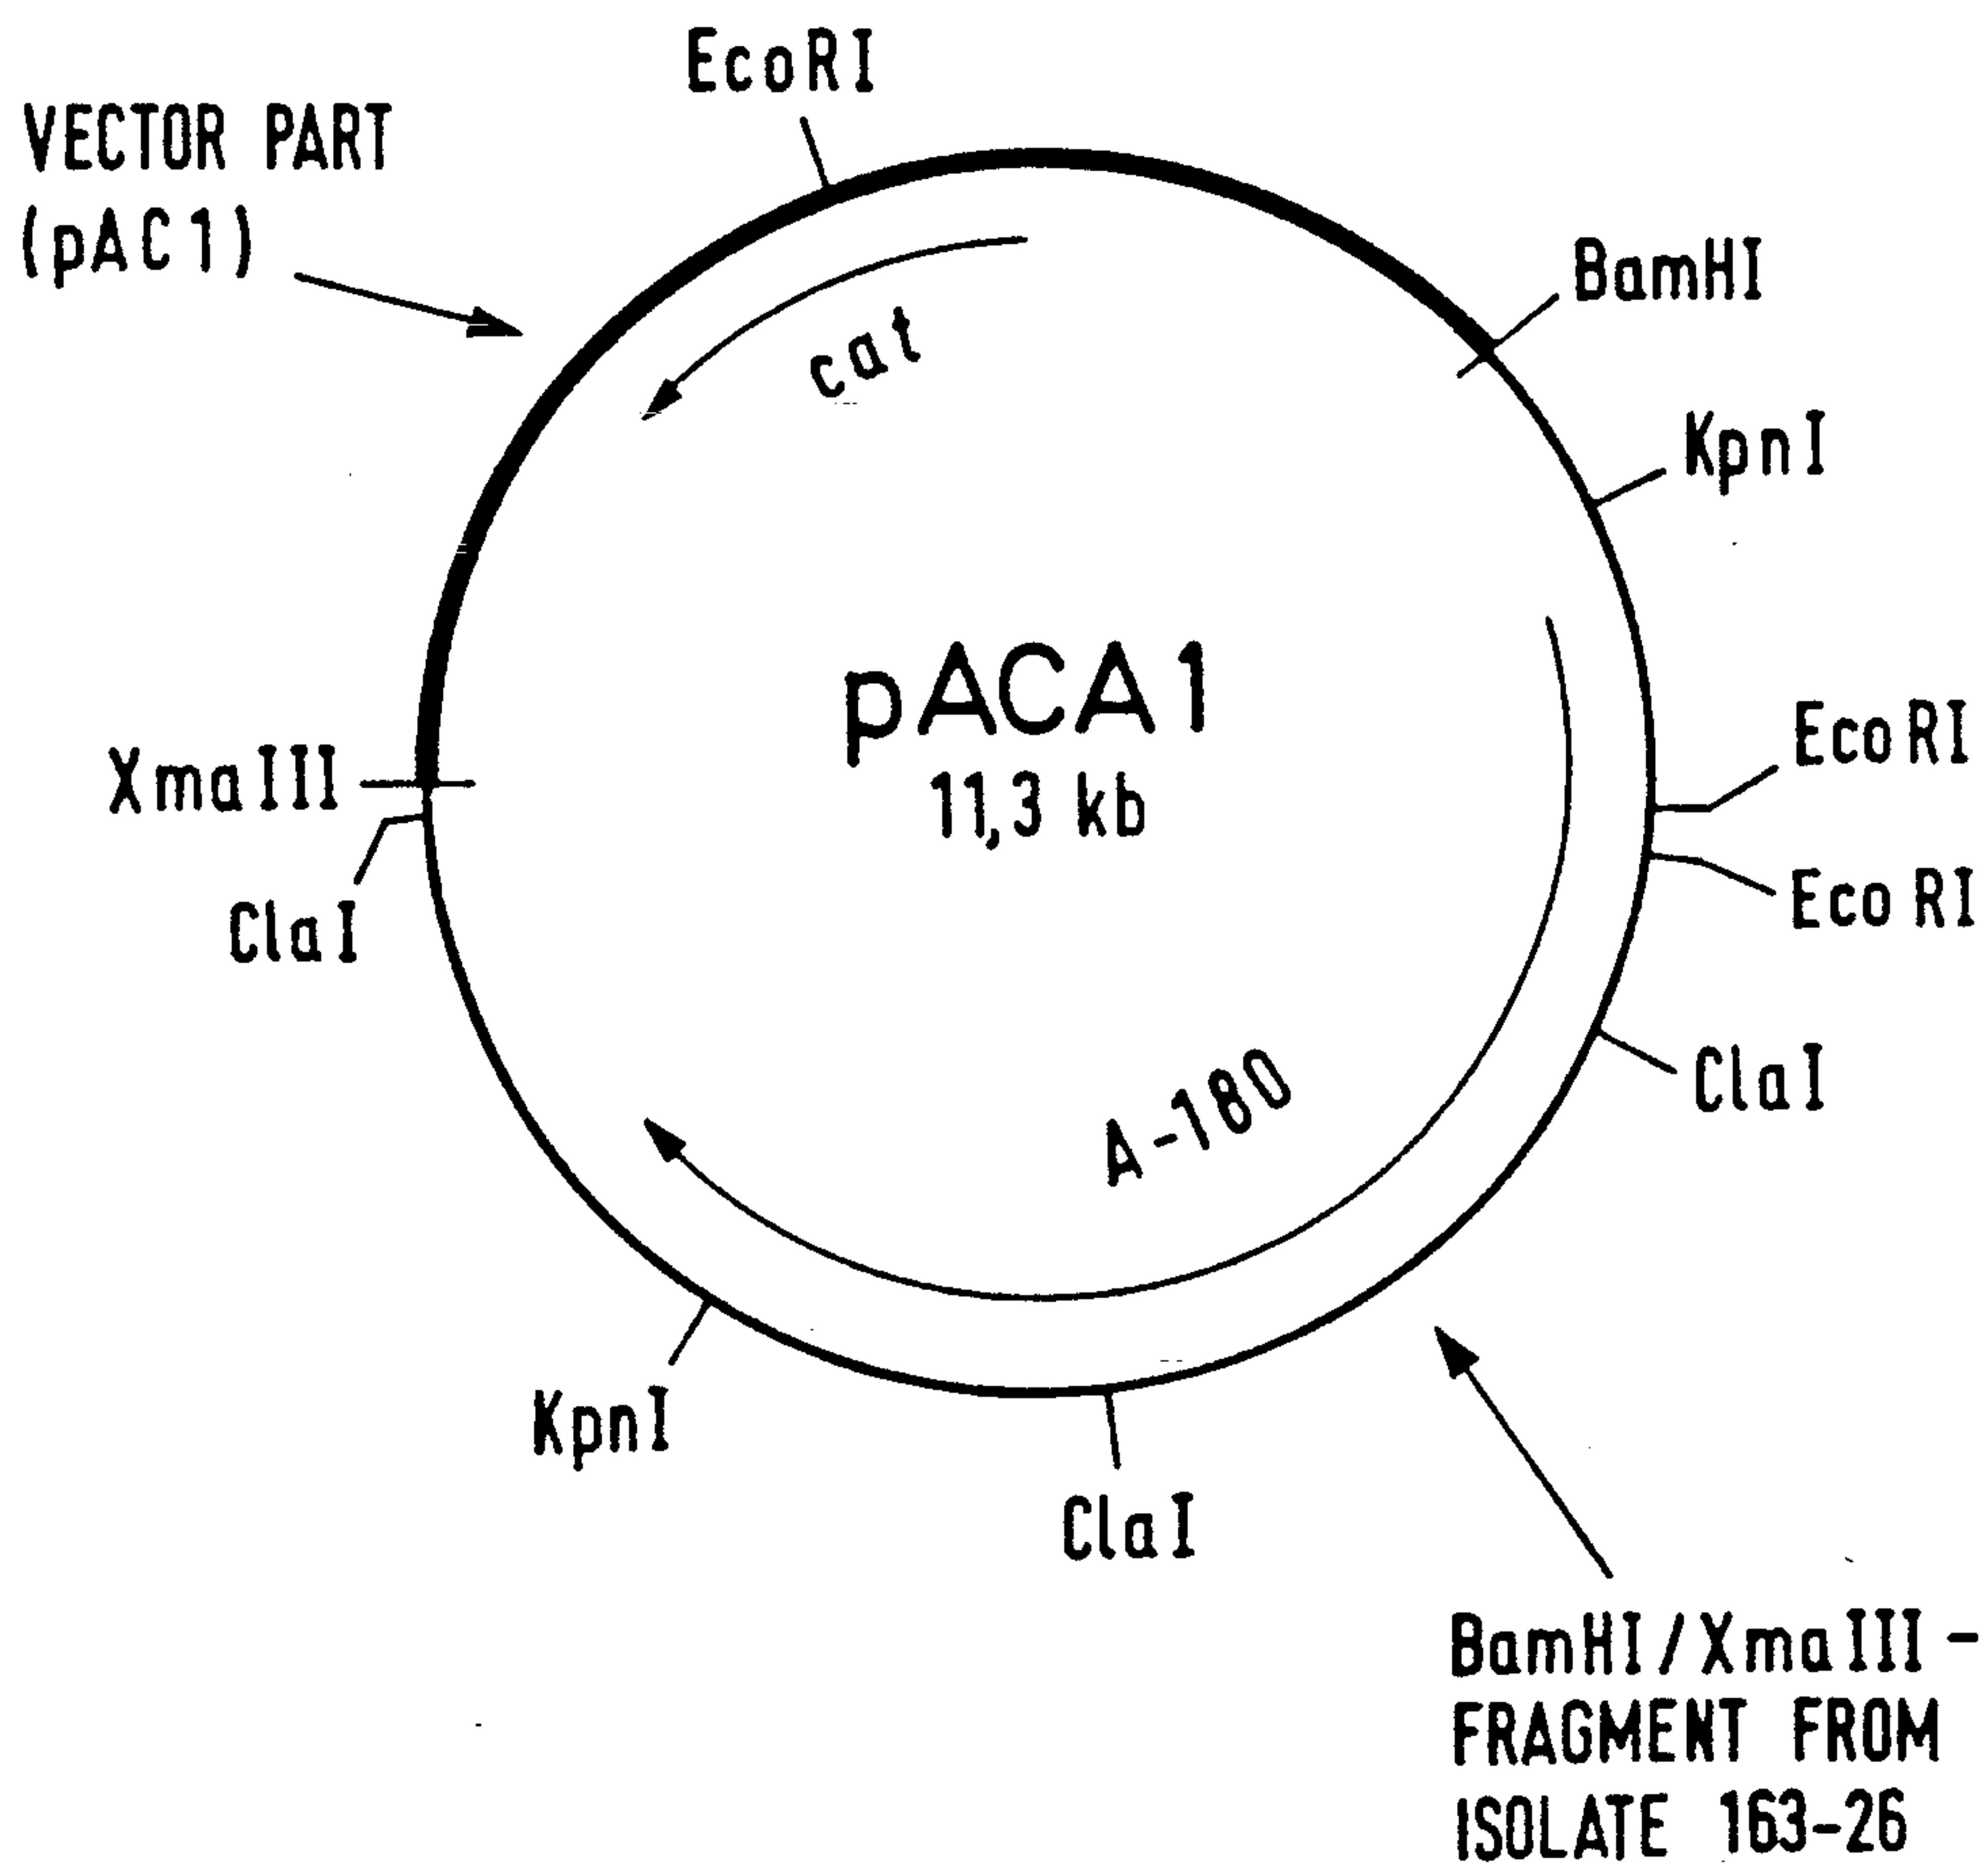 EcoRI
VECTOR PART
(pAC1)
BamHI
cat
KpnI
pACA1
11,3 kb
EcoRI
XmaIII
EcoRI
ClaI
ClaI
A-180
KpnI
ClaI
BamHI/XmaIII-
FRAGMENT FROM
ISOLATE 163-26